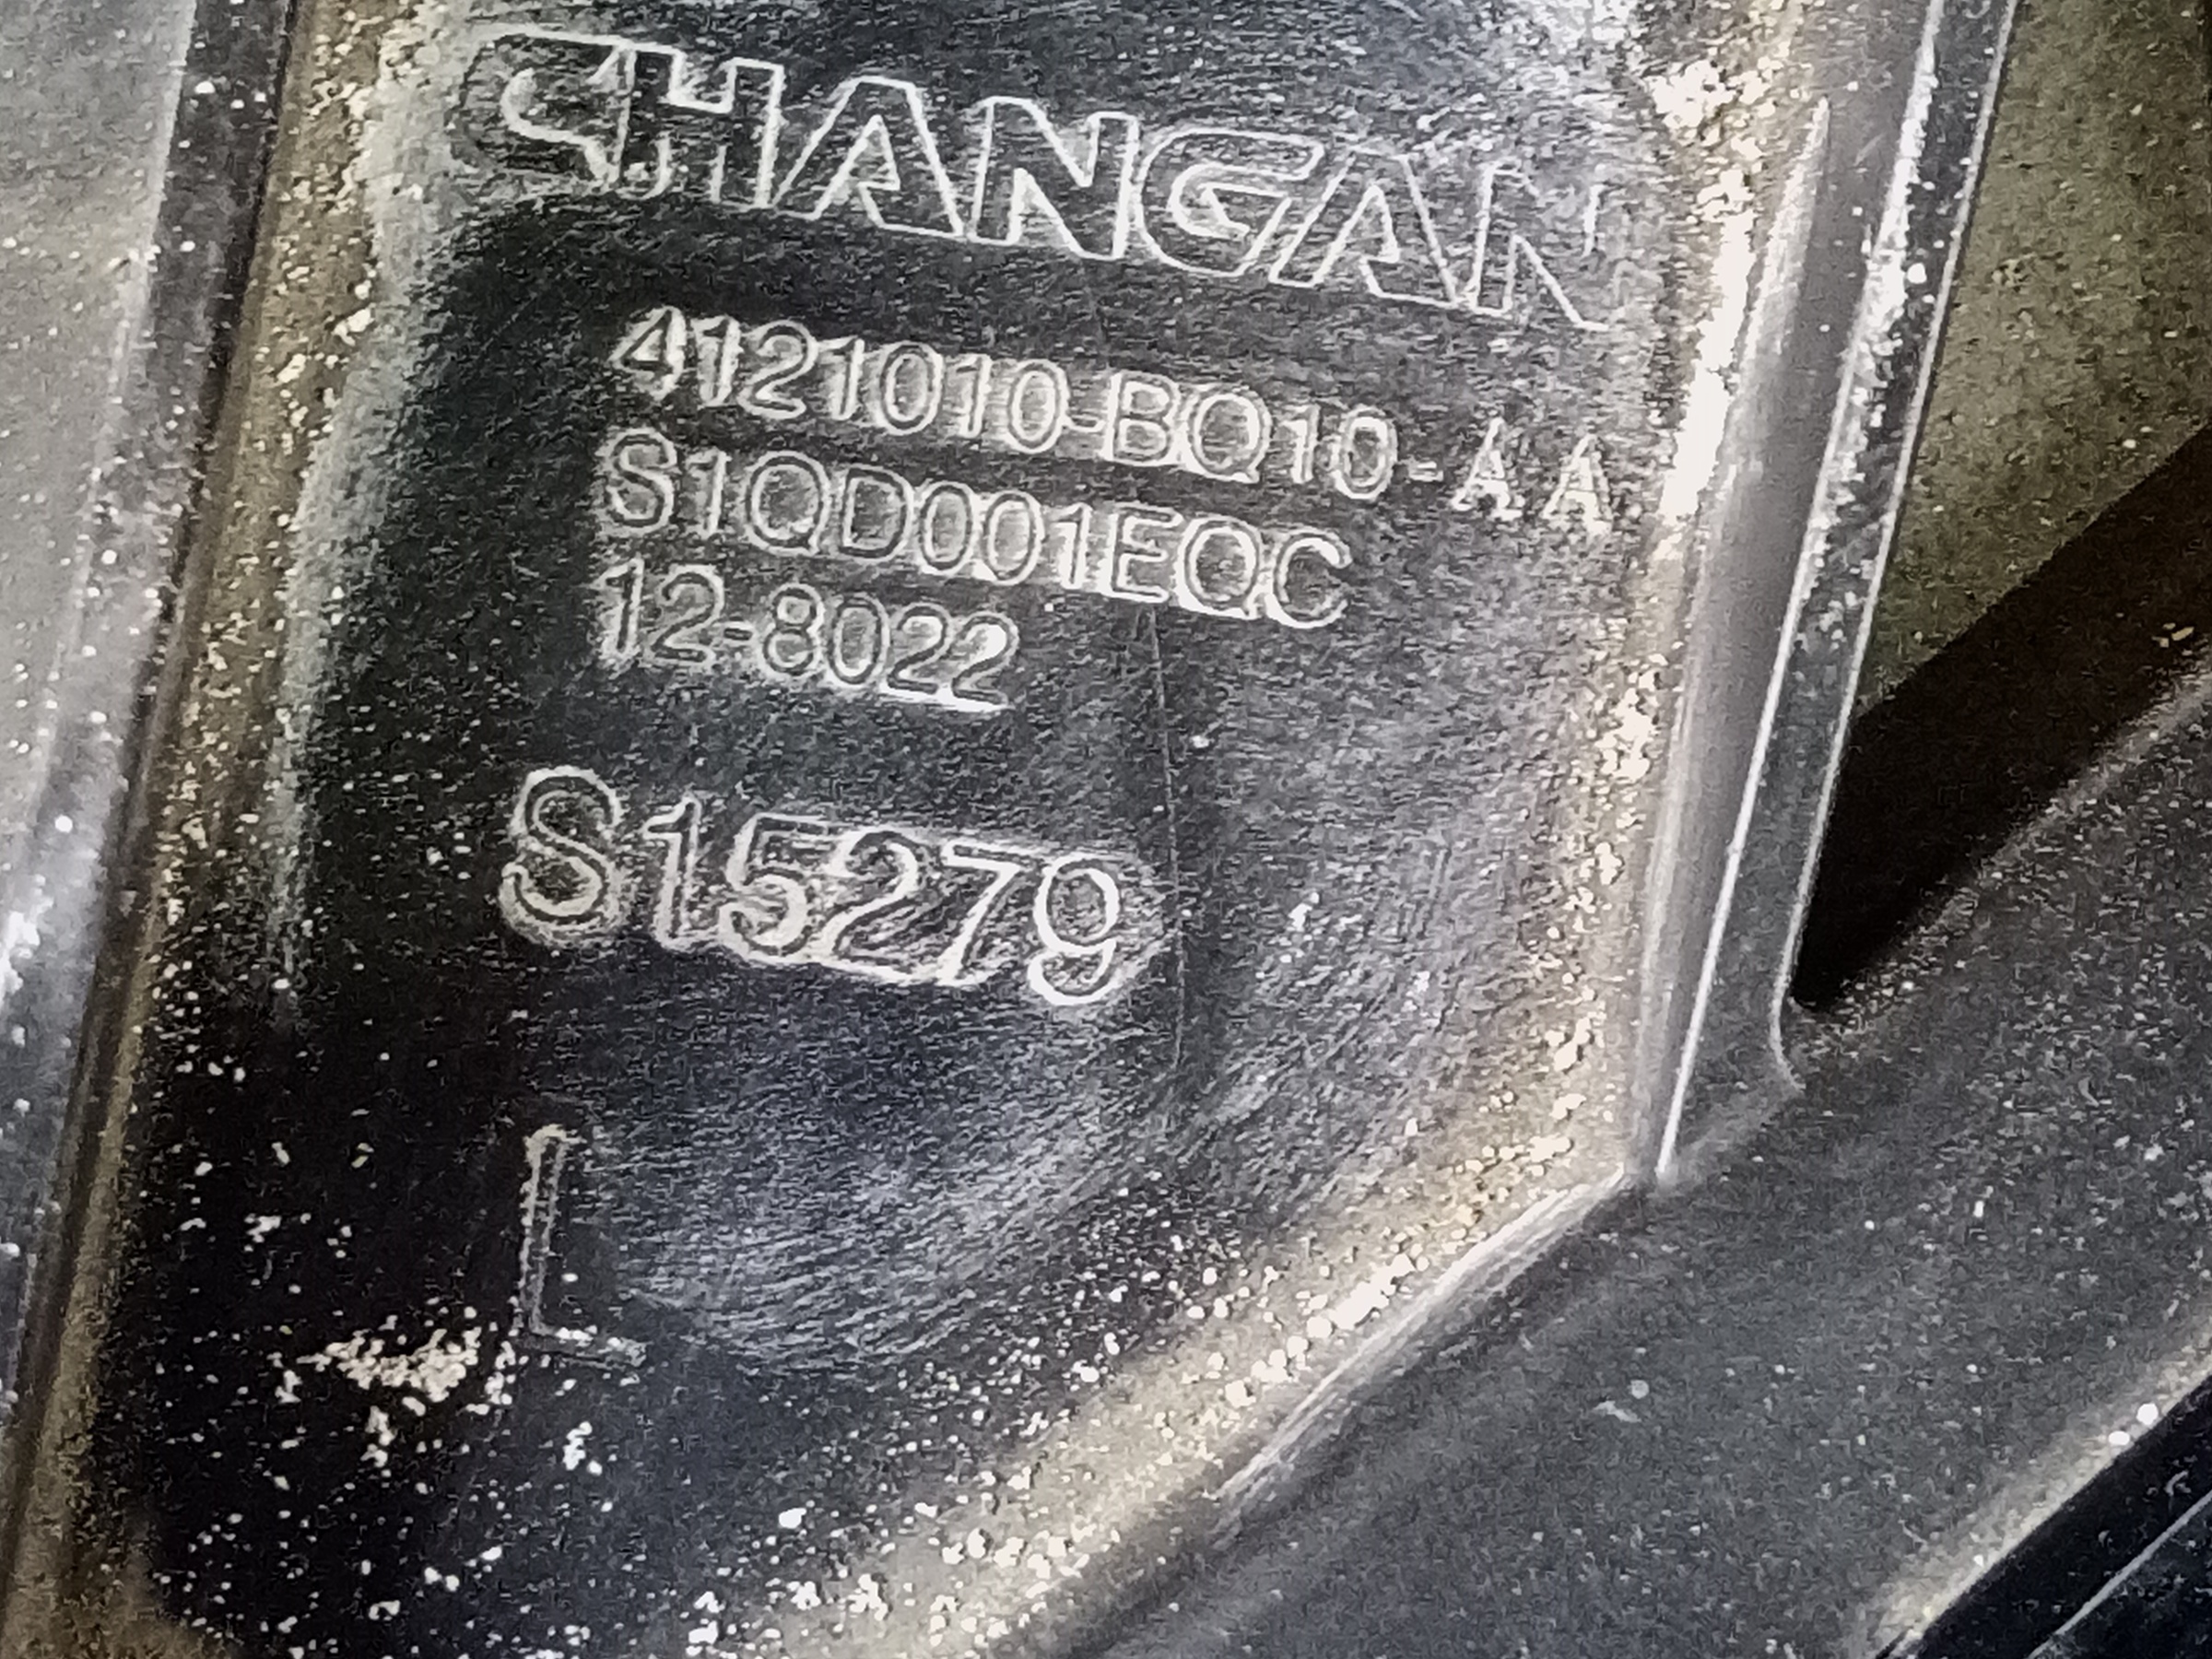 CHANGAN
4121010-BQ10-AA
S1QD001EQC
12-8022
S15279
L